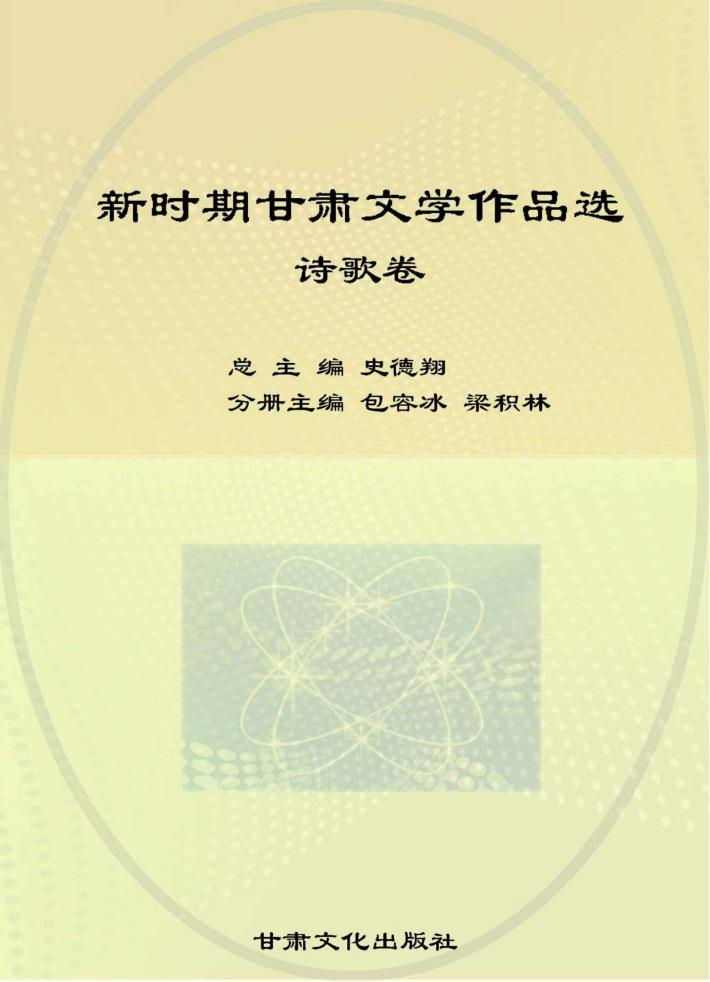 新时期甘肃文学作品选
诗歌卷
总 主 编 史德翔
分册主编 包容冰 梁积林
甘肃文化出版社